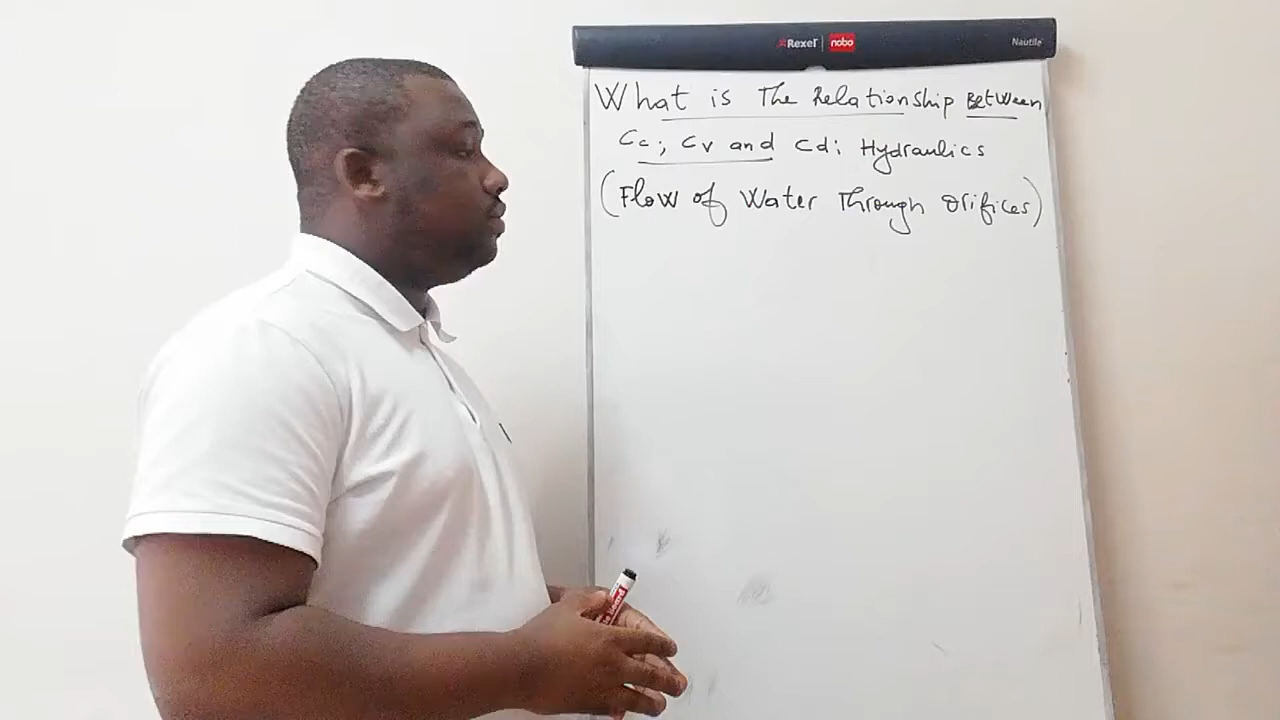 Rexel nobo Nautile
What is The Relationship Between
Cc; Cv and Cd: Hydraulics
(Flow of Water Through Orifices)